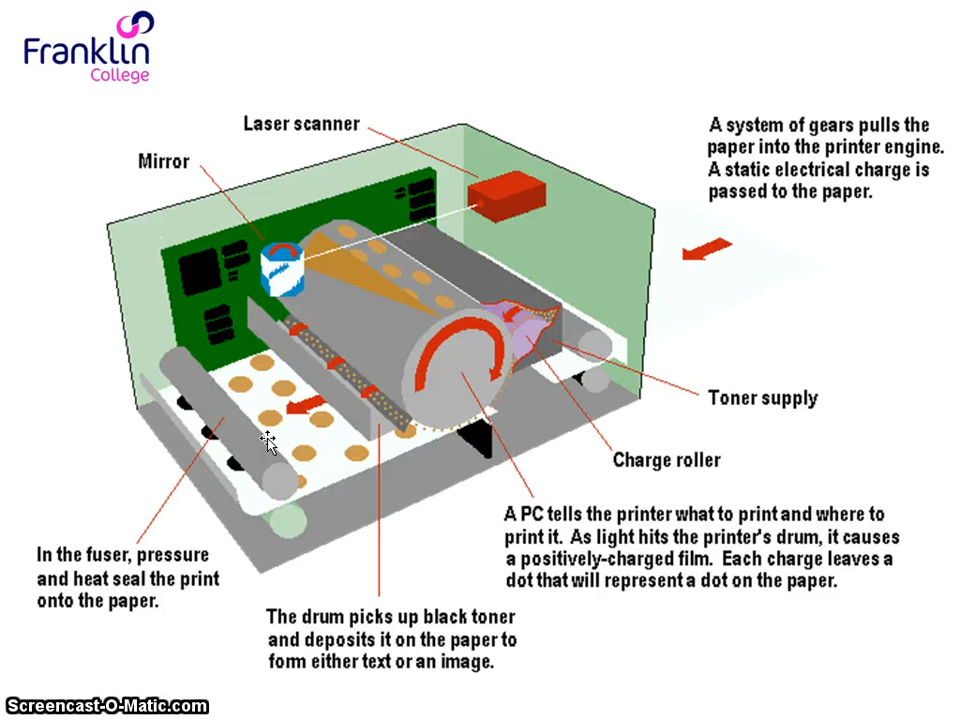 Franklin
College
Laser scanner
Mirror
A system of gears pulls the
paper into the printer engine.
A static electrical charge is
passed to the paper.
Toner supply
Charge roller
A PC tells the printer what to print and where to
print it. As light hits the printer's drum, it causes
a positively-charged film. Each charge leaves a
dot that will represent a dot on the paper.
In the fuser, pressure
and heat seal the print
onto the paper.
The drum picks up black toner
and deposits it on the paper to
form either text or an image.
Screencast-O-Matic.com